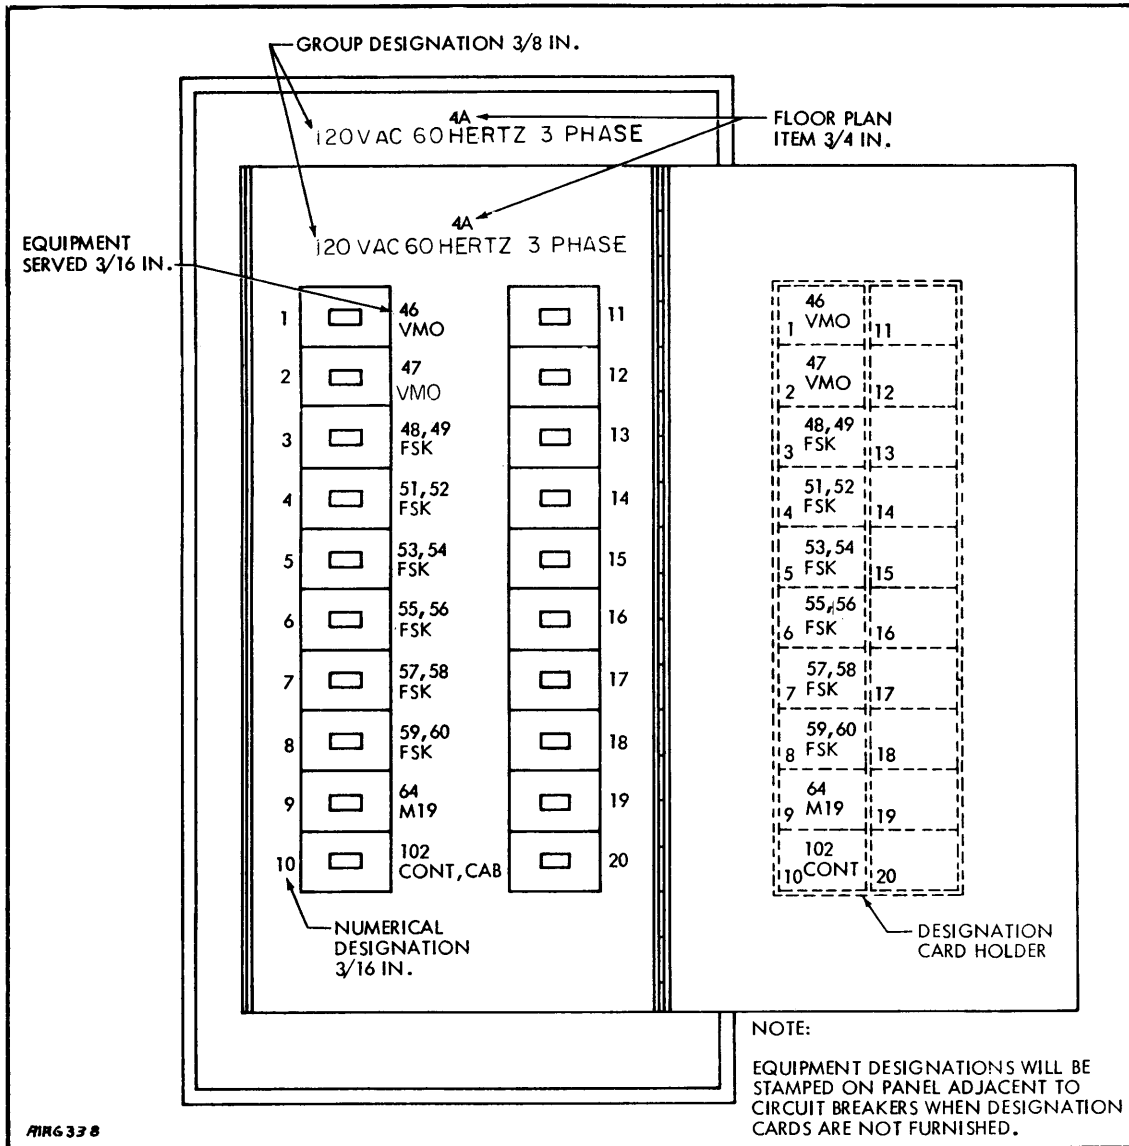 GROUP DESIGNATION 3/8 IN.
4A
120 VAC 60 HERTZ 3 PHASE
FLOOR PLAN
ITEM 3/4 IN.
4A
120 VAC 60 HERTZ 3 PHASE
EQUIPMENT
SERVED 3/16 IN.
1
46
VMO
11
2
47
VMO
12
3
48,49
FSK
13
4
51,52
FSK
14
5
53,54
FSK
15
6
55,56
FSK
16
7
57,58
FSK
17
8
59,60
FSK
18
9
64
M19
19
10
102
CONT,CAB
20
46
1 VMO 11
47
2 VMO 12
48,49
3 FSK 13
51,52
4 FSK 14
53,54
5 FSK 15
55,56
6 FSK 16
57,58
7 FSK 17
59,60
8 FSK 18
64
9 M19 19
102
10 CONT 20
NUMERICAL
DESIGNATION
3/16 IN.
DESIGNATION
CARD HOLDER
NOTE:
EQUIPMENT DESIGNATIONS WILL BE
STAMPED ON PANEL ADJACENT TO
CIRCUIT BREAKERS WHEN DESIGNATION
CARDS ARE NOT FURNISHED.